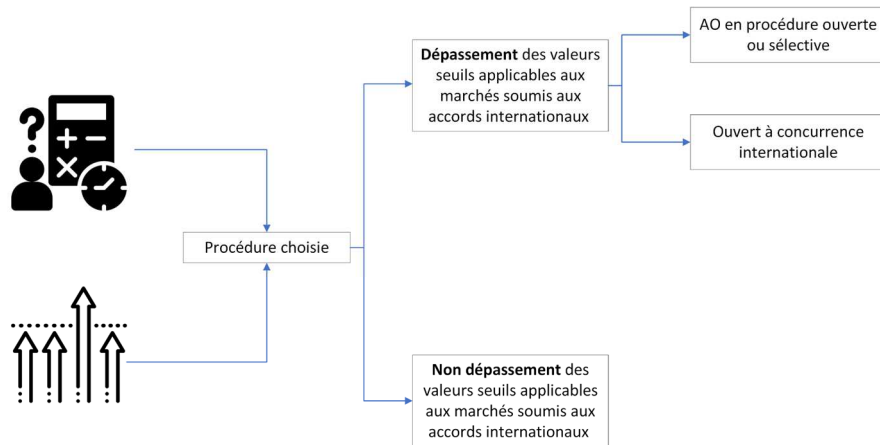 AO en procédure ouverte
ou sélective
Dépassement des valeurs
seuils applicables aux
marchés soumis aux
accords internationaux
Ouvert à concurrence
internationale
Procédure choisie
Non dépassement des
valeurs seuils applicables
aux marchés soumis aux
accords internationaux